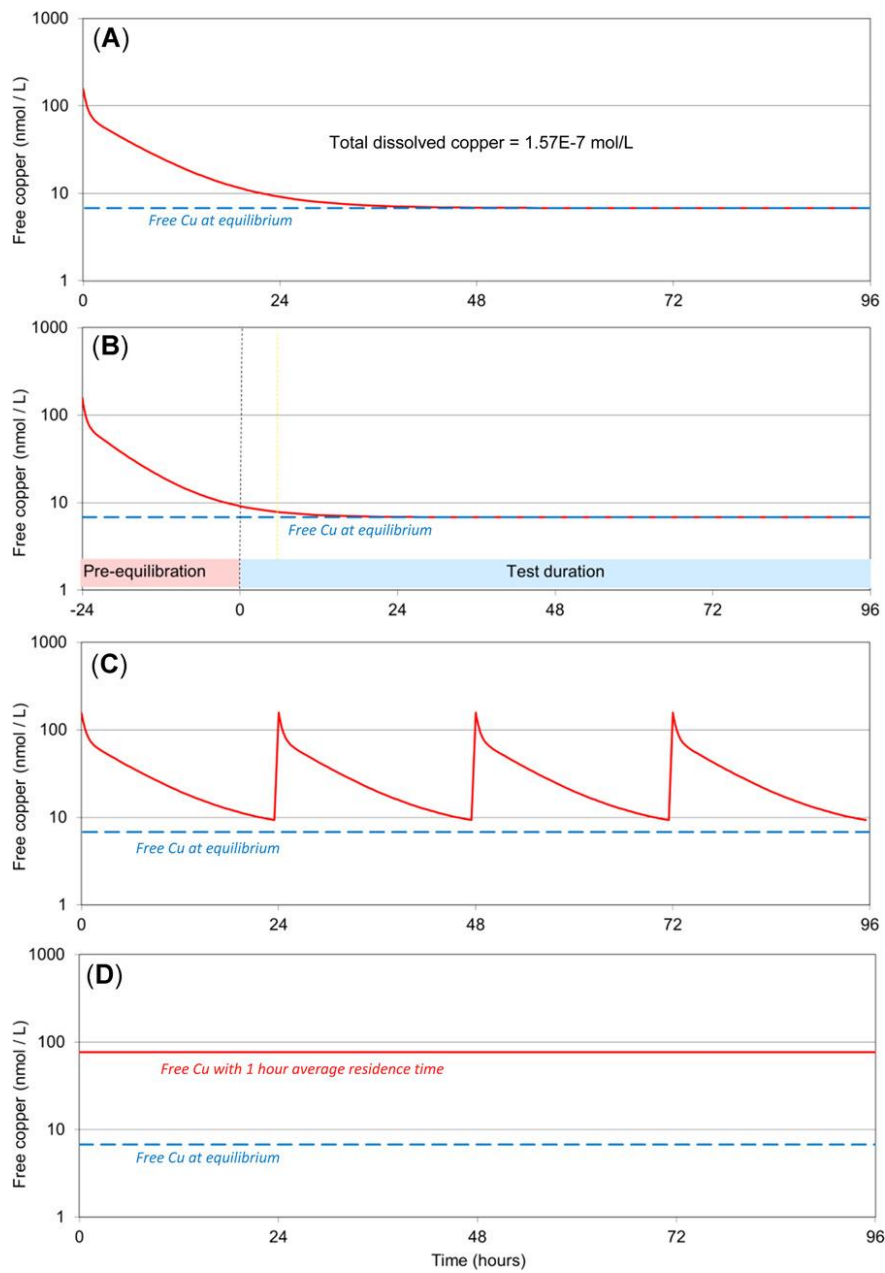 (A)
1000
100
10
1
Free copper (nmol / L)
Total dissolved copper = 1.57E-7 mol/L
Free Cu at equilibrium
0 24 48 72 96
(B)
1000
100
10
1
Free copper (nmol / L)
Free Cu at equilibrium
Pre-equilibration Test duration
-24 0 24 48 72 96
(C)
1000
100
10
1
Free copper (nmol / L)
Free Cu at equilibrium
0 24 48 72 96
(D)
1000
100
10
1
Free copper (nmol / L)
Free Cu with 1 hour average residence time
Free Cu at equilibrium
0 24 48 72 96
Time (hours)